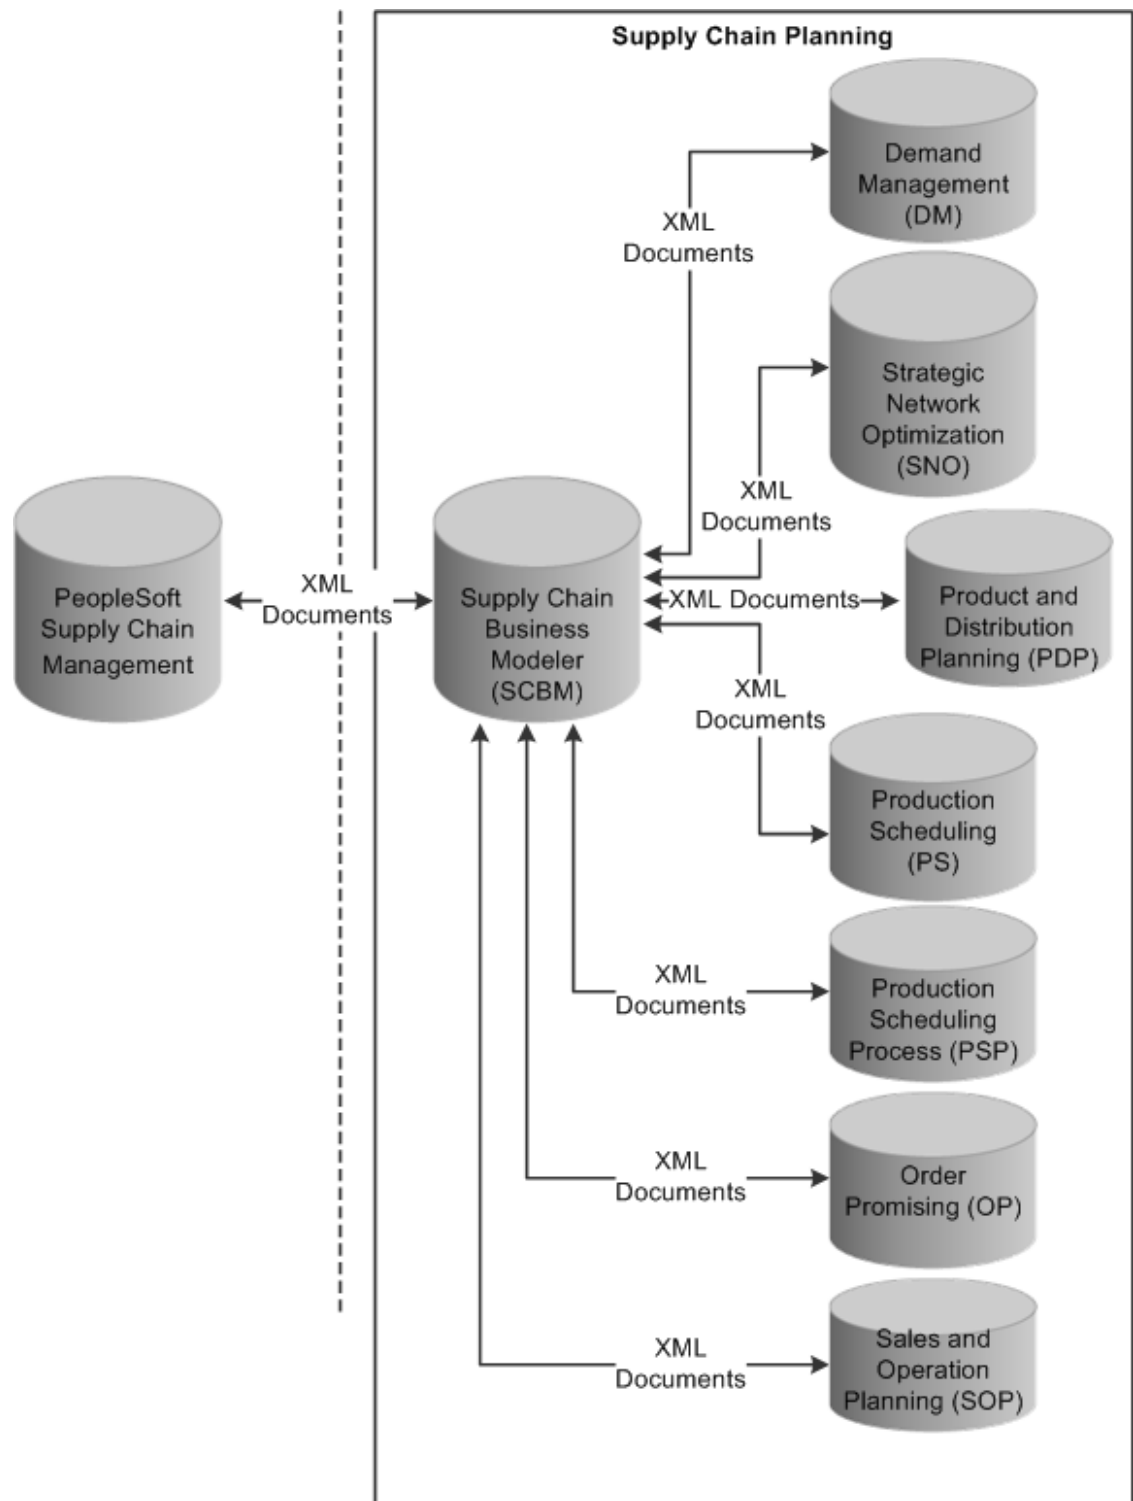 Supply Chain Planning
Demand
Management
(DM)
XML
Documents
Strategic
Network
Optimization
(SNO)
XML
Documents
PeopleSoft
Supply Chain
Management
XML
Documents
Supply Chain
Business
Modeler
(SCBM)
XML Documents
Product and
Distribution
Planning (PDP)
XML
Documents
Production
Scheduling
(PS)
XML
Documents
Production
Scheduling
Process (PSP)
XML
Documents
Order
Promising (OP)
XML
Documents
Sales and
Operation
Planning (SOP)